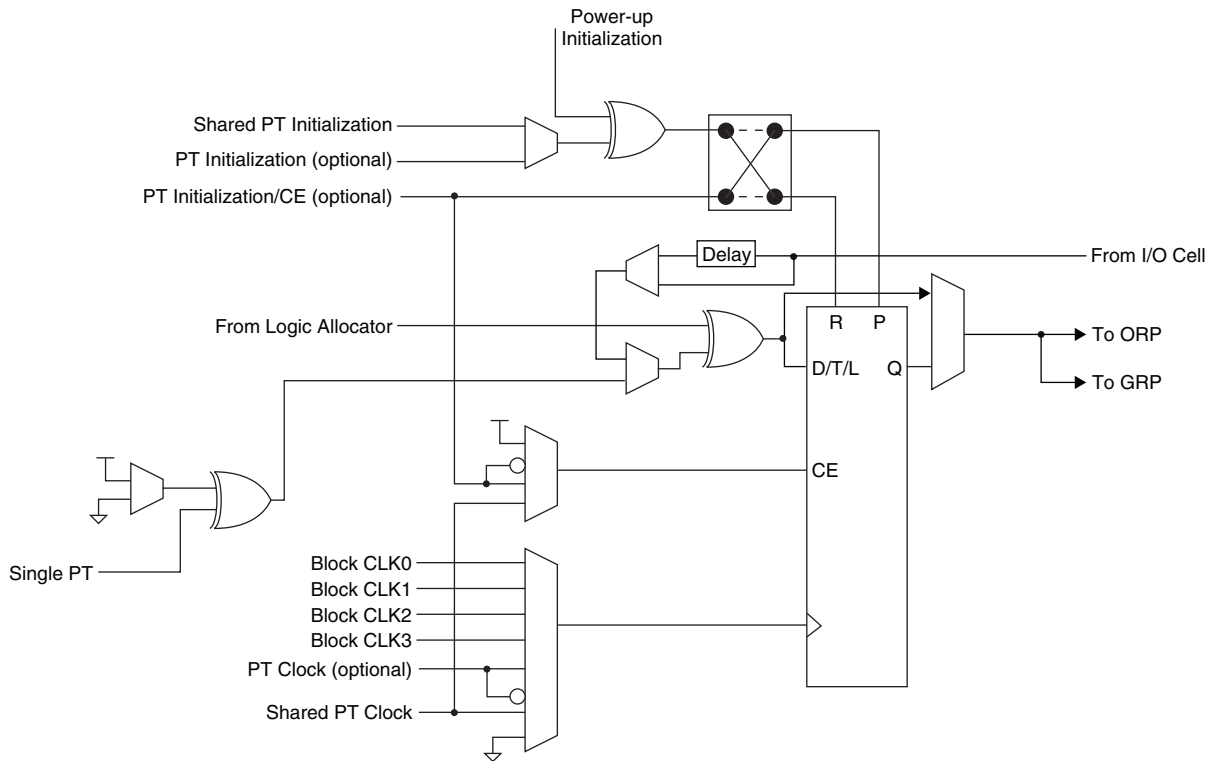 Power-up
Initialization
Shared PT Initialization
PT Initialization (optional)
PT Initialization/CE (optional)
Delay
From I/O Cell
From Logic Allocator
R P
To ORP
D/T/L Q
To GRP
CE
Single PT
Block CLK0
Block CLK1
Block CLK2
Block CLK3
PT Clock (optional)
Shared PT Clock